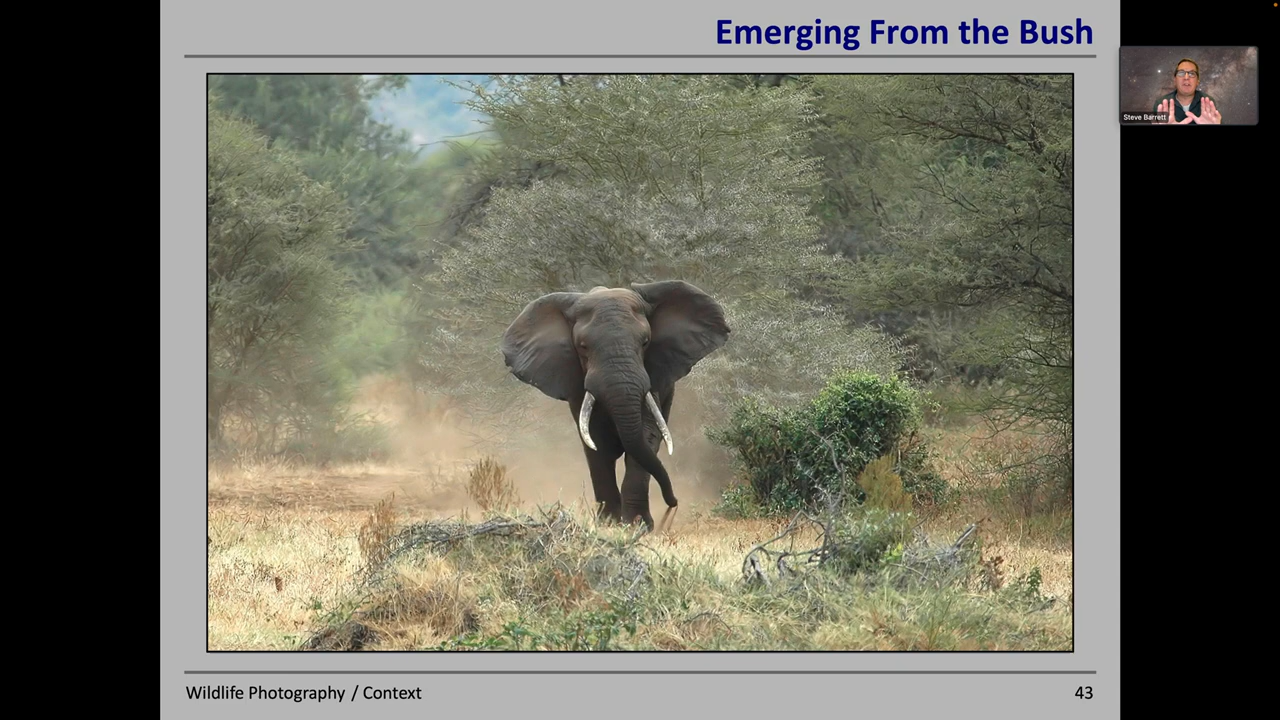 Emerging From the Bush
Steve Barrett
Wildlife Photography / Context
43